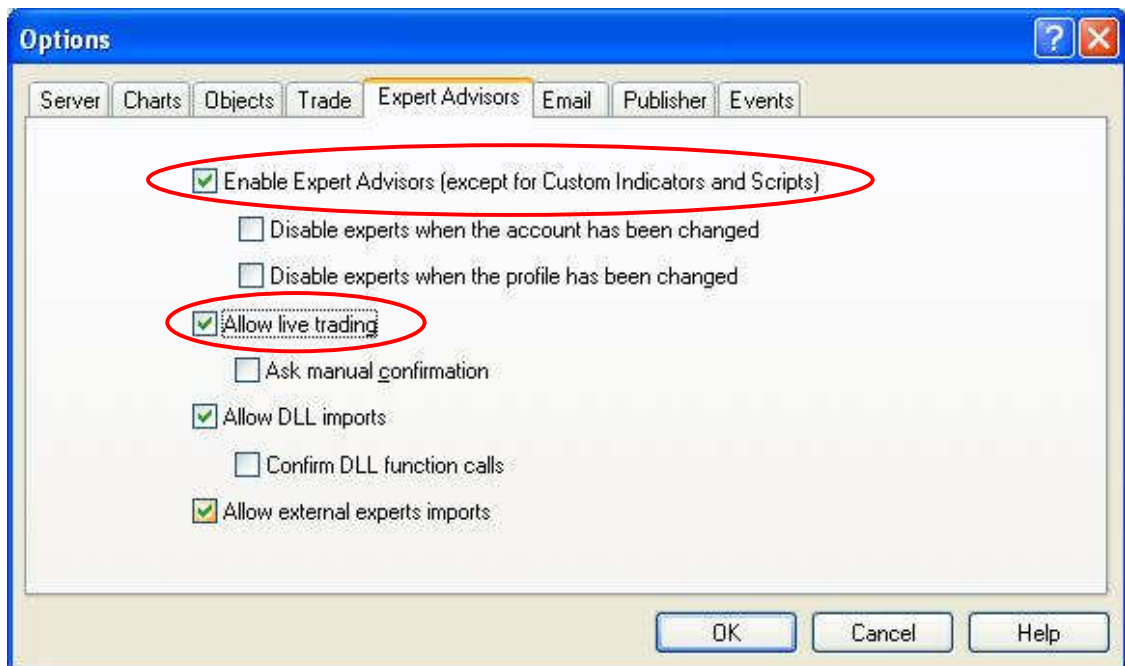 Options
Server Charts Objects Trade Expert Advisors Email Publisher Events
Enable Expert Advisors (except for Custom Indicators and Scripts)
Disable experts when the account has been changed
Disable experts when the profile has been changed
Allow live trading
Ask manual confirmation
Allow DLL imports
Confirm DLL function calls
Allow external experts imports
OK Cancel Help